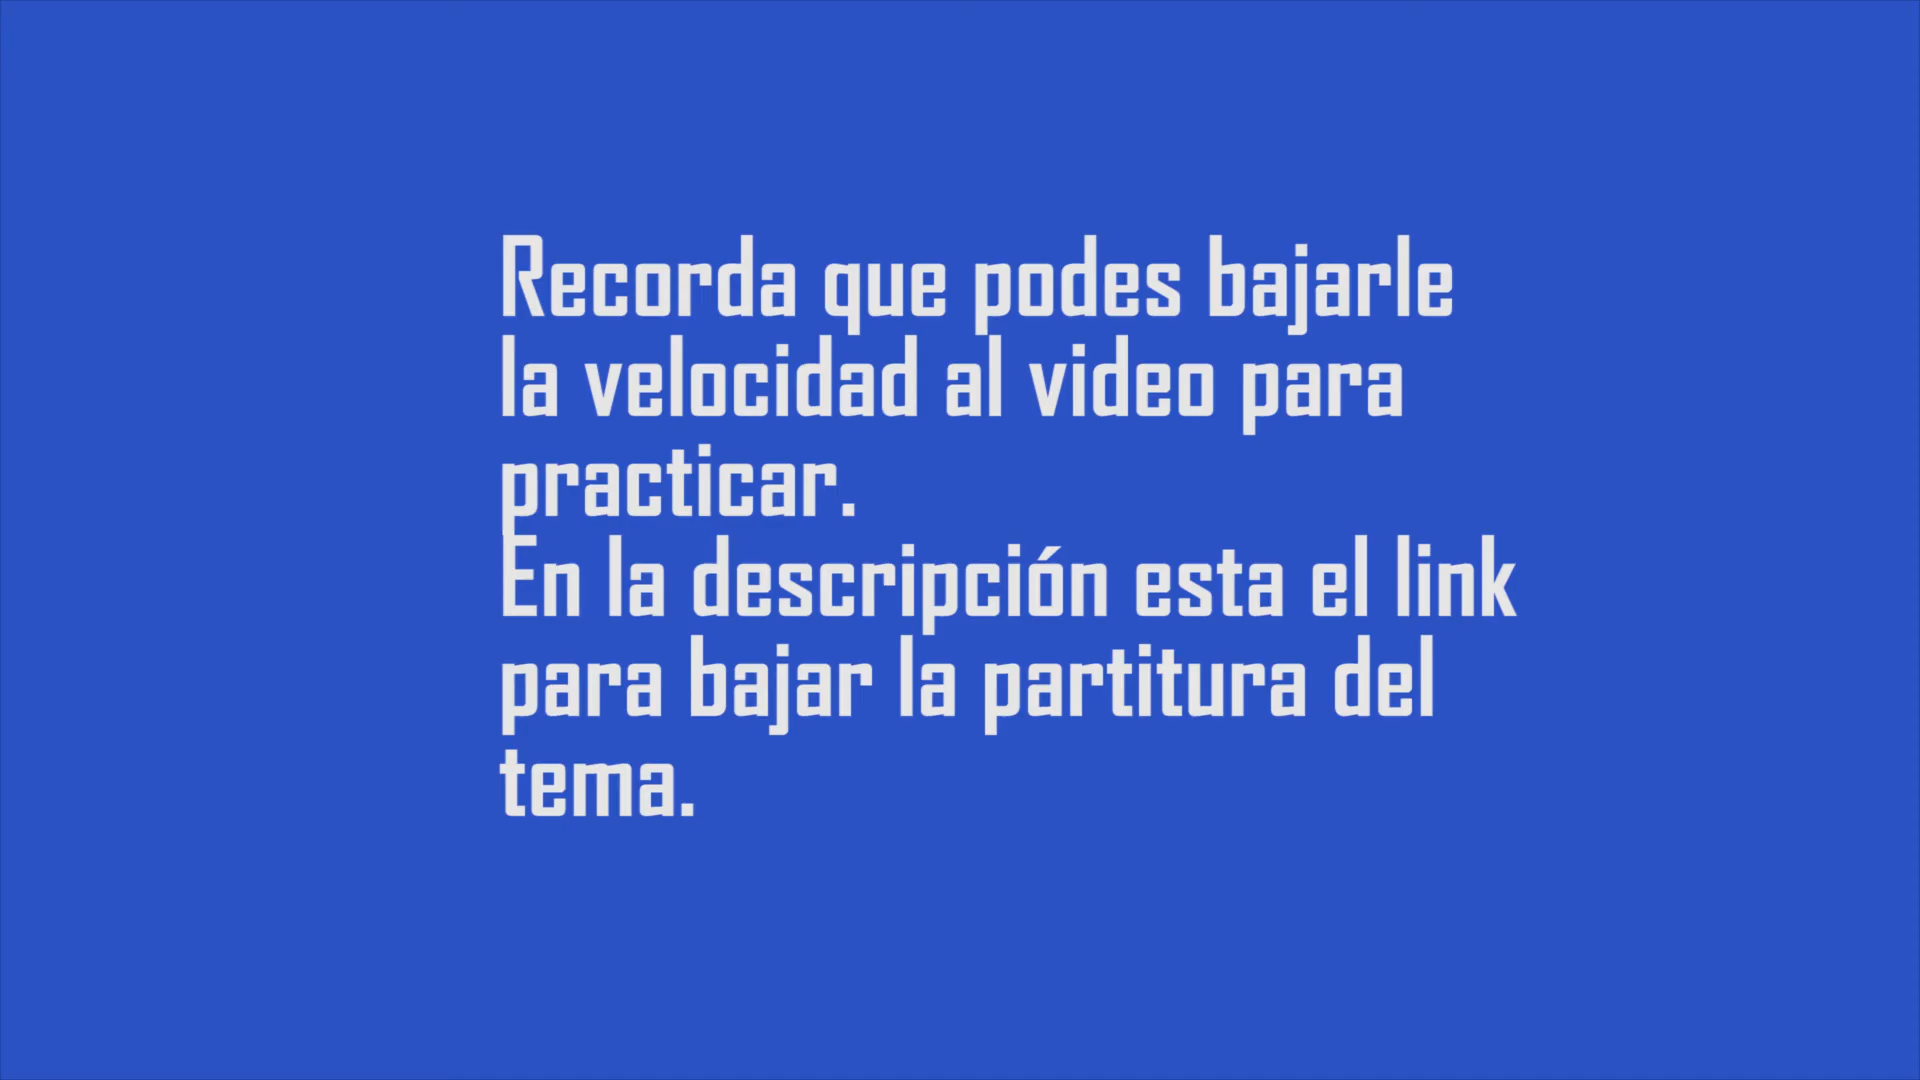 Recorda que podes bajarle
la velocidad al video para
practicar.
En la descripción esta el link
para bajar la partitura del
tema.